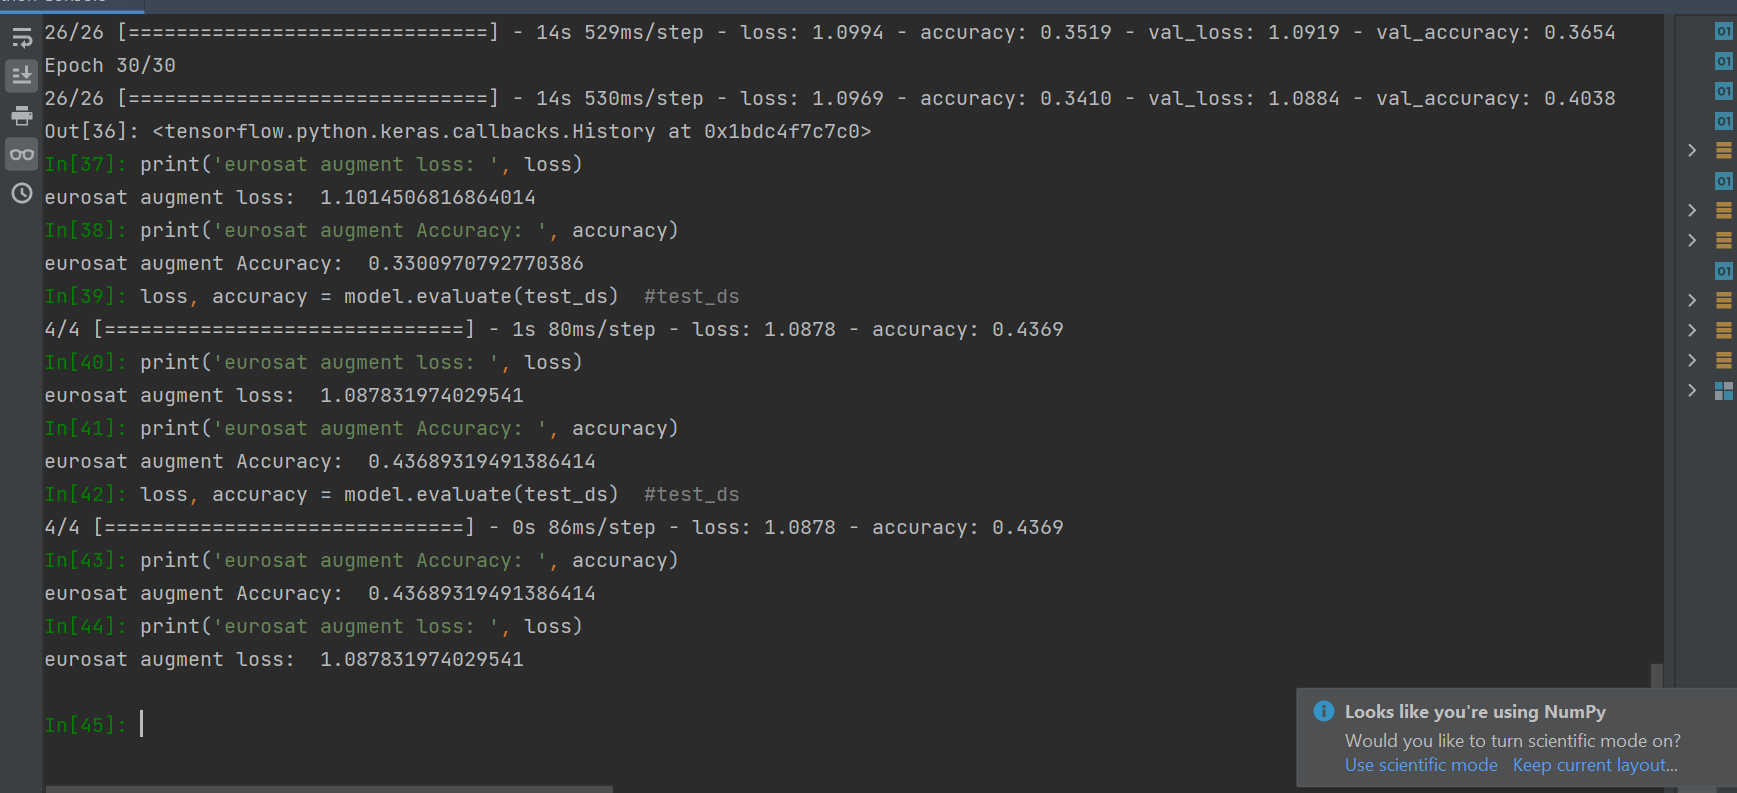 26/26 [==============================] - 14s 529ms/step - loss: 1.0994 - accuracy: 0.3519 - val_loss: 1.0919 - val_accuracy: 0.3654
Epoch 30/30
26/26 [==============================] - 14s 530ms/step - loss: 1.0969 - accuracy: 0.3410 - val_loss: 1.0884 - val_accuracy: 0.4038
Out[36]: <tensorflow.python.keras.callbacks.History at 0x1bdc4f7c7c0>
In[37]: print('eurosat augment loss: ', loss)
eurosat augment loss:  1.1014506816864014
In[38]: print('eurosat augment Accuracy: ', accuracy)
eurosat augment Accuracy:  0.3300970792770386
In[39]: loss, accuracy = model.evaluate(test_ds)  #test_ds
4/4 [==============================] - 1s 80ms/step - loss: 1.0878 - accuracy: 0.4369
In[40]: print('eurosat augment loss: ', loss)
eurosat augment loss:  1.087831974029541
In[41]: print('eurosat augment Accuracy: ', accuracy)
eurosat augment Accuracy:  0.43689319491386414
In[42]: loss, accuracy = model.evaluate(test_ds)  #test_ds
4/4 [==============================] - 0s 86ms/step - loss: 1.0878 - accuracy: 0.4369
In[43]: print('eurosat augment Accuracy: ', accuracy)
eurosat augment Accuracy:  0.43689319491386414
In[44]: print('eurosat augment loss: ', loss)
eurosat augment loss:  1.087831974029541
In[45]:
01
01
01
01
01
01
Looks like you're using NumPy
Would you like to turn scientific mode on?
Use scientific mode Keep current layout...